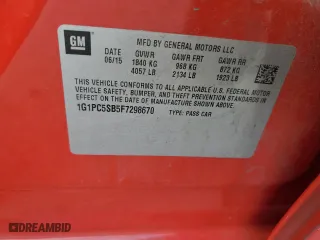 GM
MFD BY GENERAL MOTORS LLC
DATE GVWR GAWR FRT GAWR RR
06/15 1840 KG 968 KG 872 KG
4057 LB 2134 LB 1923 LB
THIS VEHICLE CONFORMS TO ALL APPLICABLE U.S. FEDERAL MOTOR
VEHICLE SAFETY, BUMPER, AND THEFT PREVENTION STANDARDS IN EFFECT
ON THE DATE OF MANUFACTURE SHOWN ABOVE.
1G1PC5SB5F7298670 TYPE: PASS CAR
DREAMBID